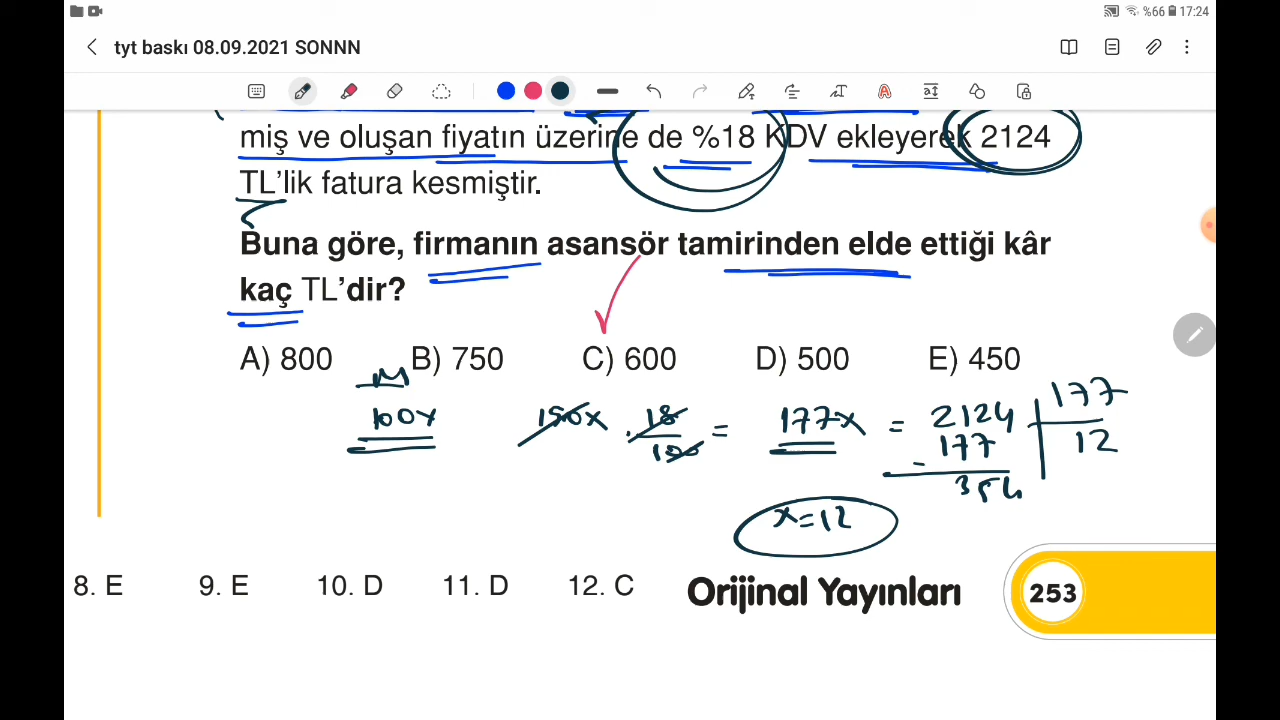 %66 17:24
tyt baskı 08.09.2021 SONNN
miş ve oluşan fiyatın üzerine de %18 KDV ekleyerek 2124
TL’lik fatura kesmiştir.
Buna göre, firmanın asansör tamirinden elde ettiği kâr
kaç TL’dir?
A) 800 B) 750 C) 600 D) 500 E) 450
M
100x 150x . 18/100 = 177x = 2124 177
- 177 12
354
x=12
8. E 9. E 10. D 11. D 12. C Orijinal Yayınları 253